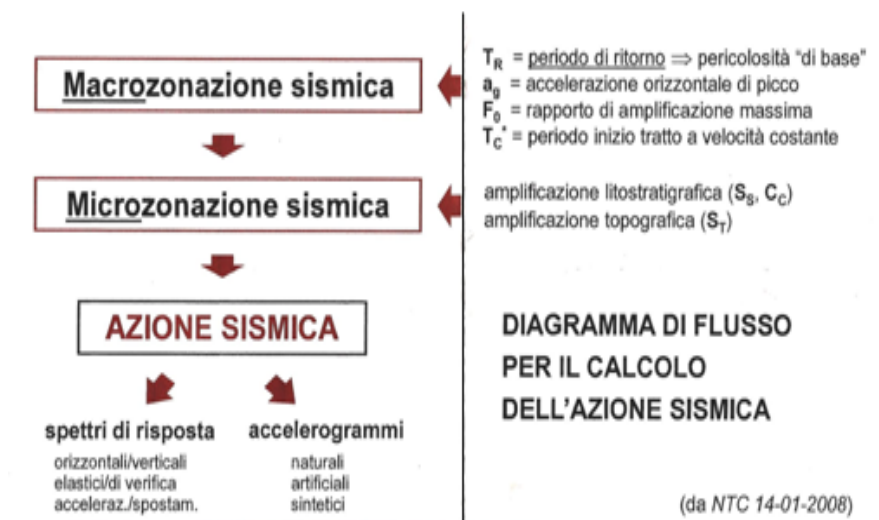 Macrozonazione sismica
T_R = periodo di ritorno ⇒ pericolosità "di base"
a_g = accelerazione orizzontale di picco
F_0 = rapporto di amplificazione massima
T_C* = periodo inizio tratto a velocità costante
Microzonazione sismica
amplificazione litostratigrafica (S_S, C_C)
amplificazione topografica (S_T)
AZIONE SISMICA
spettri di risposta
orizzontali/verticali
elastici/di verifica
acceleraz./spostam.
accelerogrammi
naturali
artificiali
sintetici
DIAGRAMMA DI FLUSSO
PER IL CALCOLO
DELL'AZIONE SISMICA
(da NTC 14-01-2008)